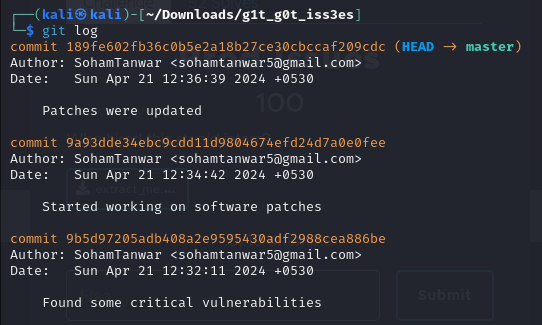 ┌──(kali㉿kali)-[~/Downloads/g1t_g0t_iss3es]
└─$ git log
commit 189fe602fb36c0b5e2a18b27ce30cbccaf209cdc (HEAD → master)
Author: SohamTanwar <sohamtanwar5@gmail.com>
Date:   Sun Apr 21 12:36:39 2024 +0530
100
    Patches were updated
commit 9a93dde34ebc9cdd11d9804674efd24d7a0e0fee
Author: SohamTanwar <sohamtanwar5@gmail.com>
Date:   Sun Apr 21 12:34:42 2024 +0530
extract_me....
    Started working on software patches
commit 9b5d97205adb408a2e9595430adf2988cea886be
Author: SohamTanwar <sohamtanwar5@gmail.com>
Date:   Sun Apr 21 12:32:11 2024 +0530
    Found some critical vulnerabilities
Submit